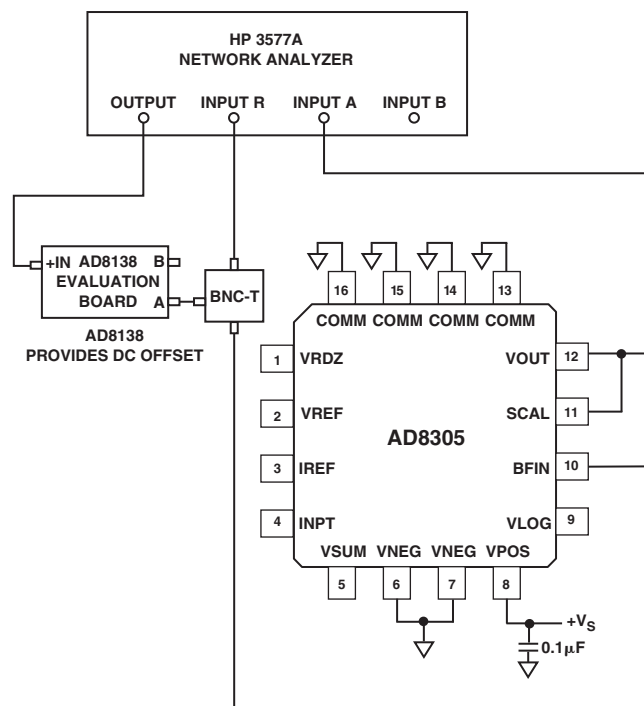 HP 3577A
NETWORK ANALYZER
OUTPUT INPUT R INPUT A INPUT B
+IN AD8138 B
EVALUATION
BOARD A
BNC-T
AD8138
PROVIDES DC OFFSET
16 15 14 13
COMM COMM COMM COMM
1 VRDZ VOUT 12
2 VREF SCAL 11
AD8305
3 IREF BFIN 10
4 INPT VLOG 9
VSUM VNEG VNEG VPOS
5 6 7 8
+VS
0.1μF